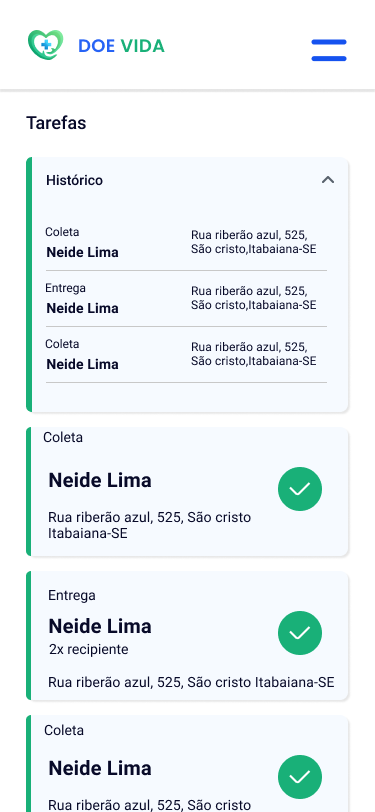 DOE VIDA
Tarefas
Histórico
Coleta
Neide Lima
Rua riberão azul, 525,
São cristo,Itabaiana-SE
Entrega
Neide Lima
Rua riberão azul, 525,
São cristo,Itabaiana-SE
Coleta
Neide Lima
Rua riberão azul, 525,
São cristo,Itabaiana-SE
Coleta
Neide Lima
Rua riberão azul, 525, São cristo
Itabaiana-SE
Entrega
Neide Lima
2x recipiente
Rua riberão azul, 525, São cristo Itabaiana-SE
Coleta
Neide Lima
Rua riberão azul, 525, São cristo